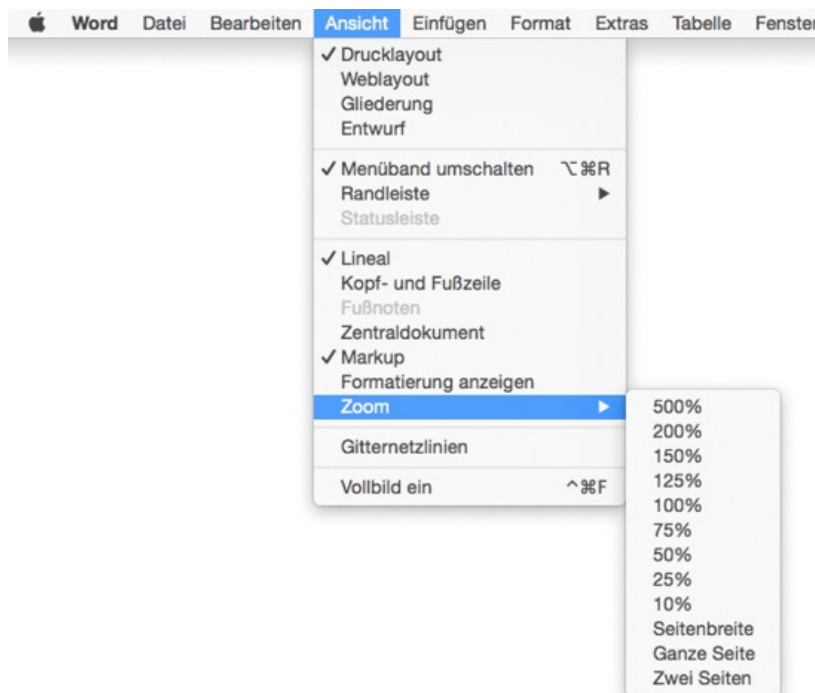 Word Datei Bearbeiten Ansicht Einfügen Format Extras Tabelle Fenster
✓ Drucklayout
Weblayout
Gliederung
Entwurf
✓ Menüband umschalten ⌥⌘R
Randleiste ▶
Statusleiste
✓ Lineal
Kopf- und Fußzeile
Fußnoten
Zentraldokument
✓ Markup
Formatierung anzeigen
Zoom ▶
Gitternetzlinien
Vollbild ein ^⌘F
500%
200%
150%
125%
100%
75%
50%
25%
10%
Seitenbreite
Ganze Seite
Zwei Seiten